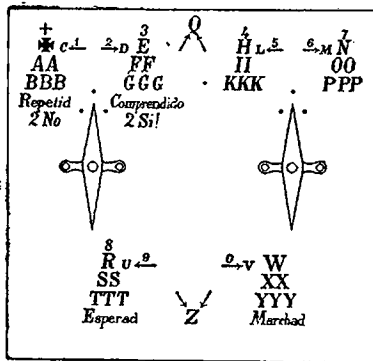 + 3 Q 4 7
✠ C 1 2 D E H L 5 6 M N
AA FF II OO
BBB GGG KKK PPP
Repetid Comprendido
2 No 2 Si!
8
R U 9 0 V W
SS XX
TTT YYY
Esperad Z Marchad